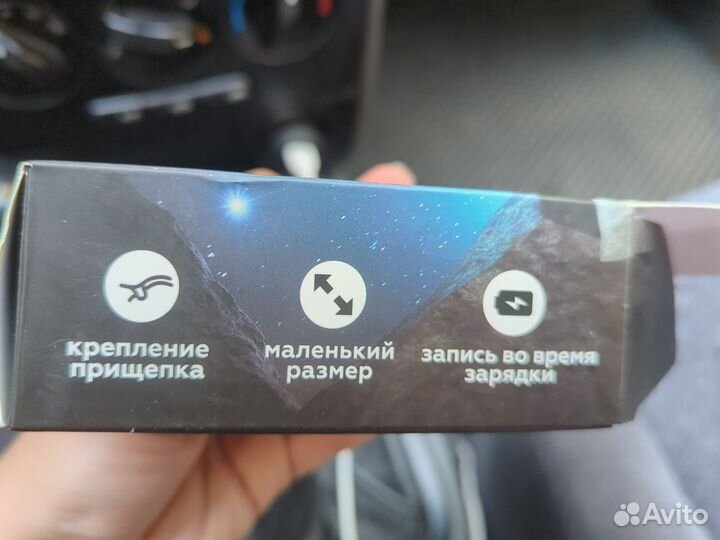 крепление
прищепка
маленький
размер
запись во время
зарядки
Avito